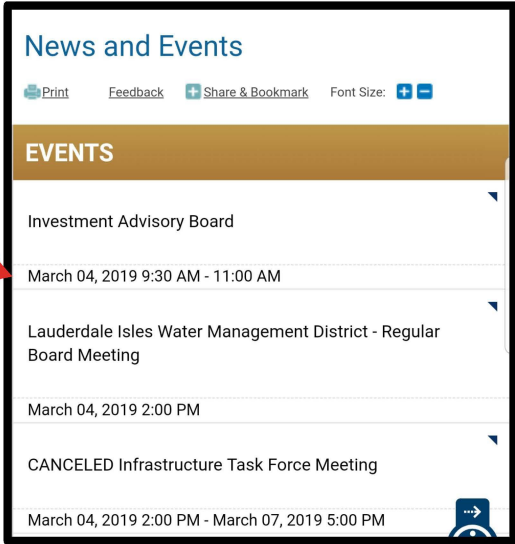 News and Events
Print Feedback Share & Bookmark Font Size:
EVENTS
Investment Advisory Board
March 04, 2019 9:30 AM - 11:00 AM
Lauderdale Isles Water Management District - Regular
Board Meeting
March 04, 2019 2:00 PM
CANCELED Infrastructure Task Force Meeting
March 04, 2019 2:00 PM - March 07, 2019 5:00 PM